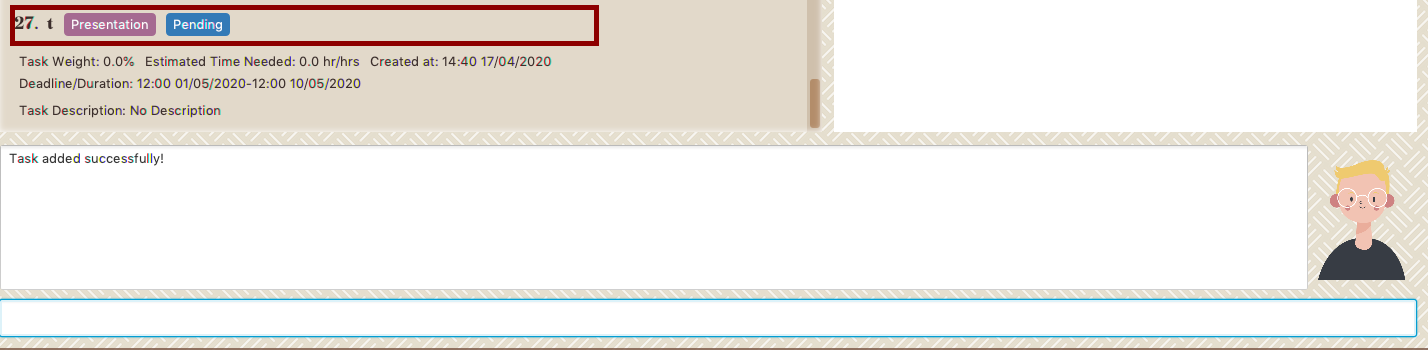 27. t Presentation Pending
Task Weight: 0.0% Estimated Time Needed: 0.0 hr/hrs Created at: 14:40 17/04/2020
Deadline/Duration: 12:00 01/05/2020-12:00 10/05/2020
Task Description: No Description
Task added successfully!